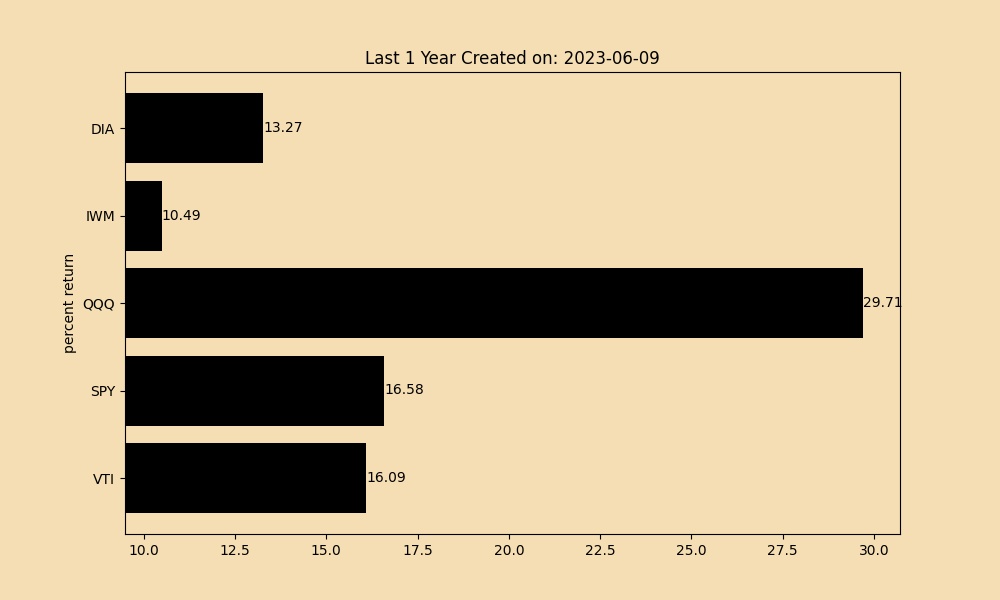 Last 1 Year Created on: 2023-06-09
percent return
DIA 13.27
IWM 10.49
QQQ 29.71
SPY 16.58
VTI 16.09
10.0 12.5 15.0 17.5 20.0 22.5 25.0 27.5 30.0